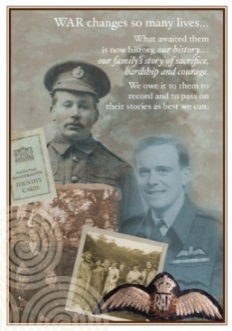 WAR changes so many lives...
What awaited them
is now history, our history...
our family's story of sacrifice,
hardship and courage.
We owe it to them to
record and to pass on
their stories as best we can.
NATIONAL
REGISTRATION
IDENTITY
CARD
RAF